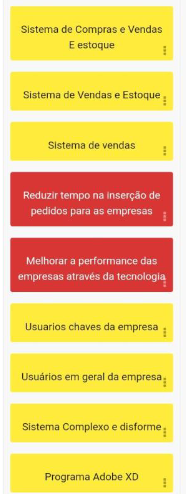 Sistema de Compras e Vendas
E estoque
Sistema de Vendas e Estoque
Sistema de vendas
Reduzir tempo na inserção de
pedidos para as empresas
Melhorar a performance das
empresas através da tecnologia
Usuarios chaves da empresa
Usuários em geral da empresa
Sistema Complexo e disforme
Programa Adobe XD